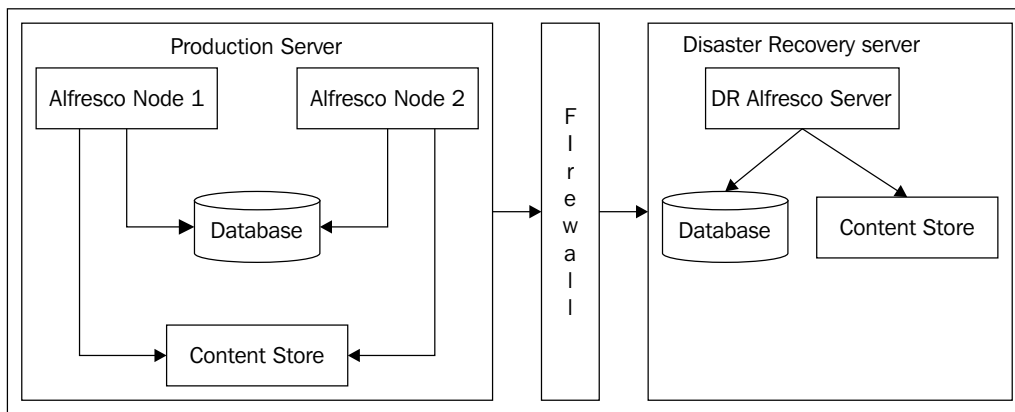 Production Server
Alfresco Node 1
Alfresco Node 2
Database
Content Store
F
I
r
e
w
a
l
l
Disaster Recovery server
DR Alfresco Server
Database
Content Store